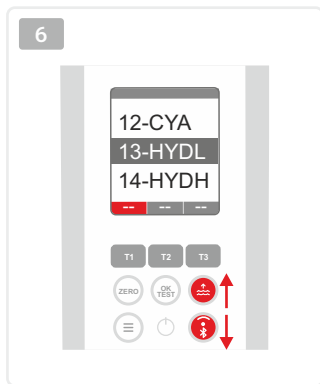 6
12-CYA
13-HYDL
14-HYDH
-- -- --
T1 T2 T3
ZERO OK TEST